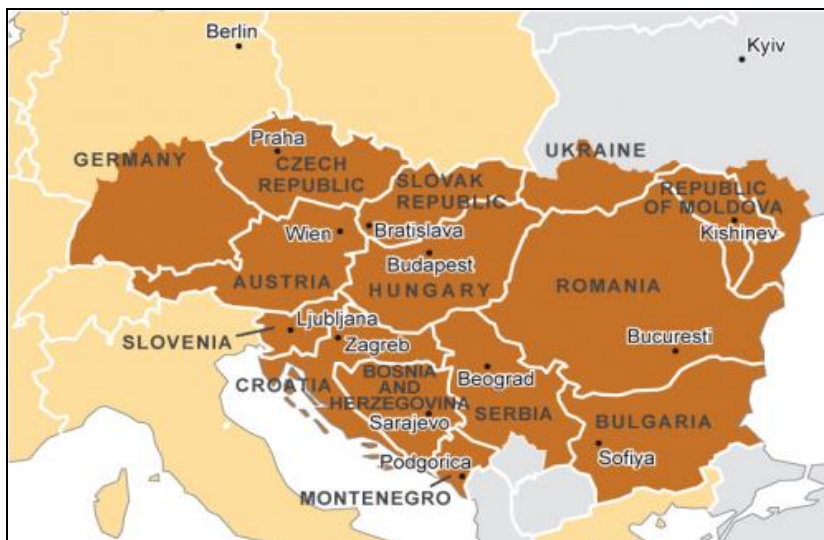 Berlin
Kyiv
Praha
GERMANY
CZECH
REPUBLIC
UKRAINE
SLOVAK
REPUBLIC
REPUBLIC
OF MOLDOVA
Kishinev
Wien
Bratislava
Budapest
AUSTRIA
HUNGARY
ROMANIA
Ljubljana
SLOVENIA
Zagreb
Bucuresti
CROATIA
BOSNIA
AND
HERZEGOVINA
Beograd
SERBIA
Sarajevo
BULGARIA
Sofiya
Podgorica
MONTENEGRO